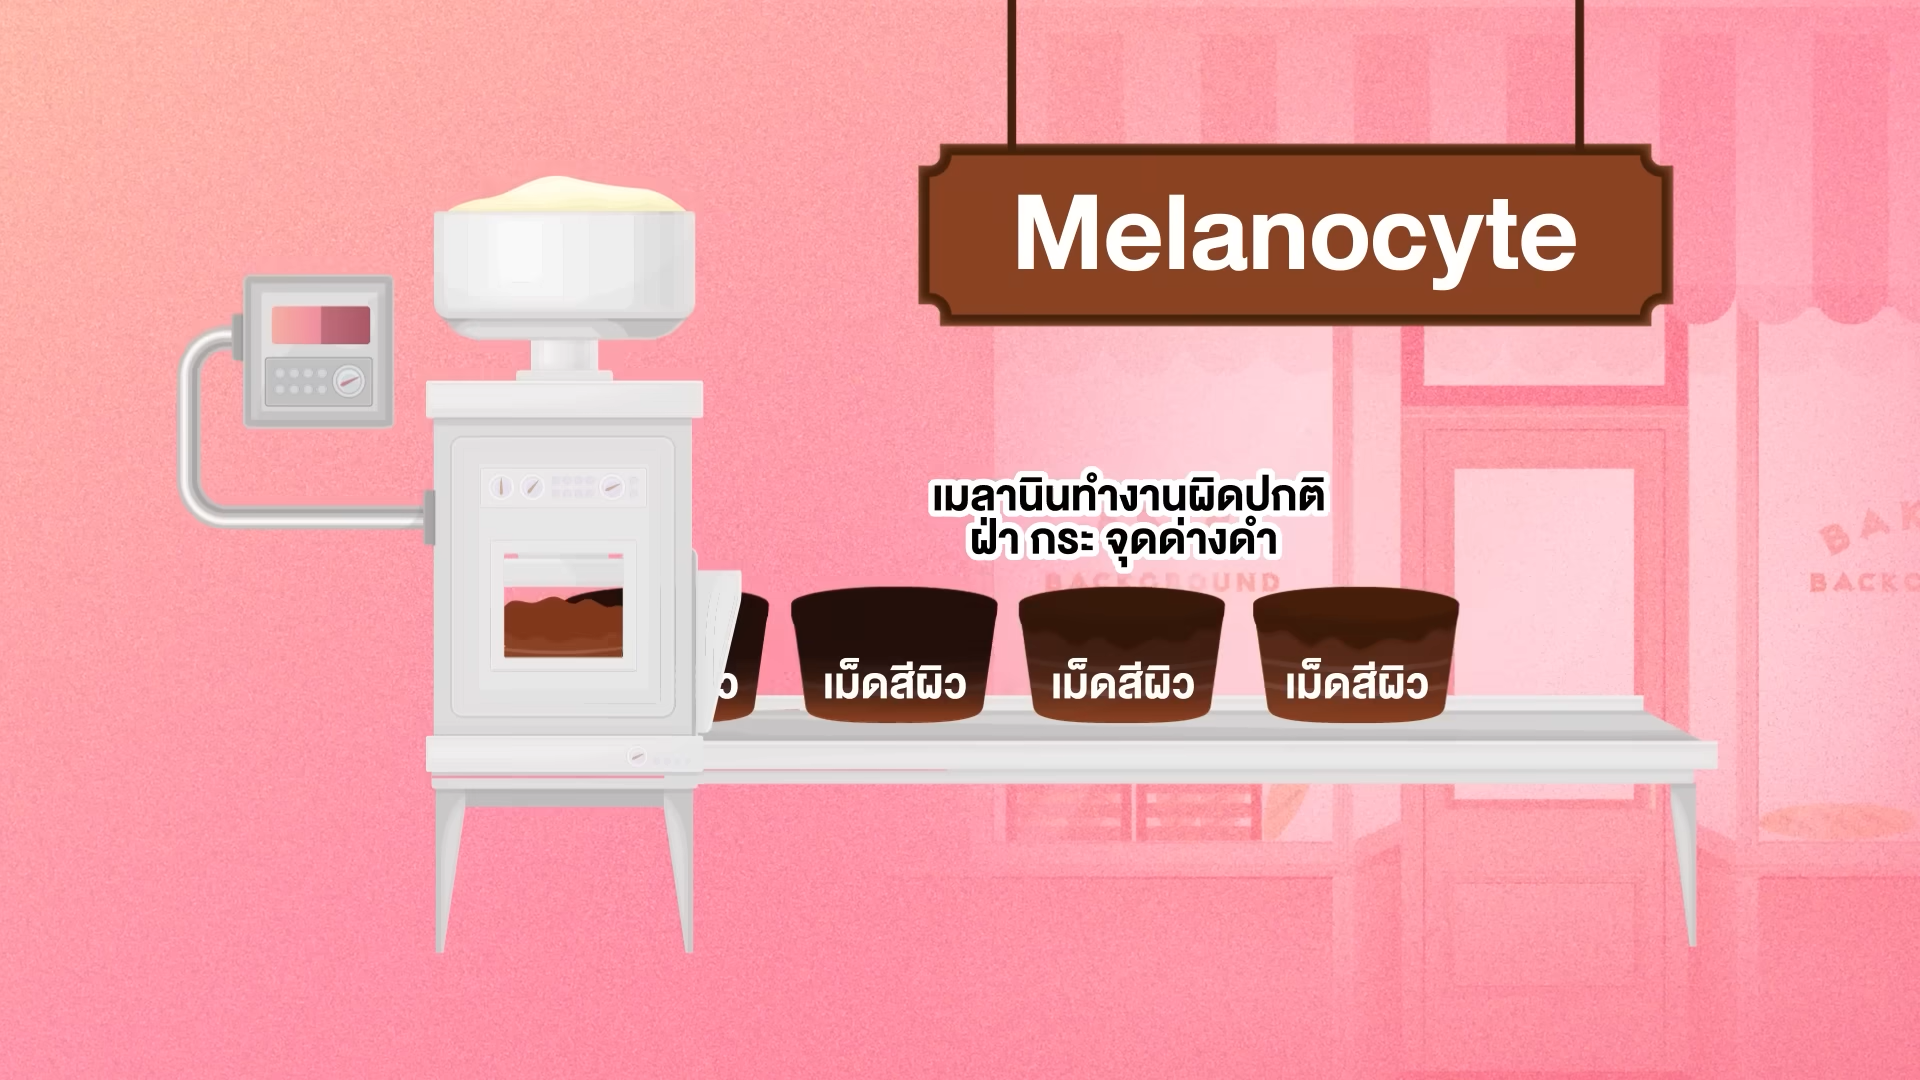 Melanocyte
เมลานินทำงานผิดปกติ
ฝ่า กระ จุดด่างดำ
BACKGROUND
เม็ดสีผิว
เม็ดสีผิว
เม็ดสีผิว